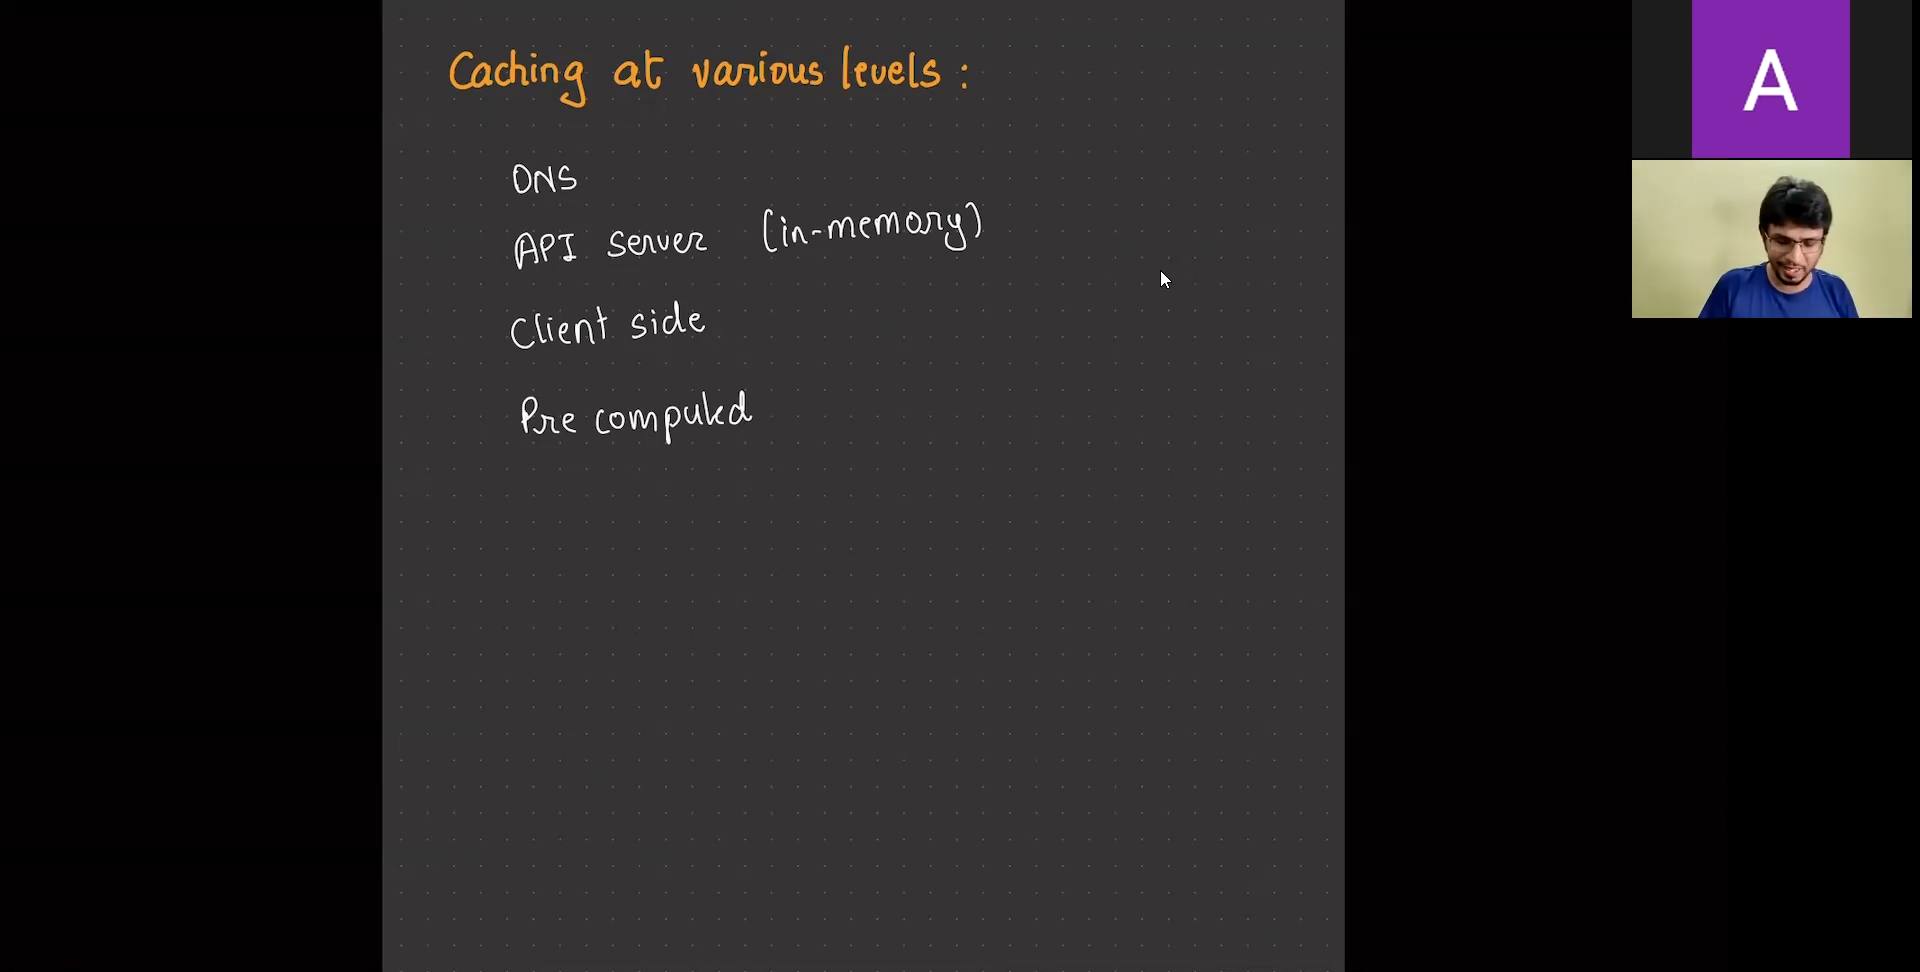 Caching at various levels :
DNS
API server (in-memory)
Client side
Pre computed
A